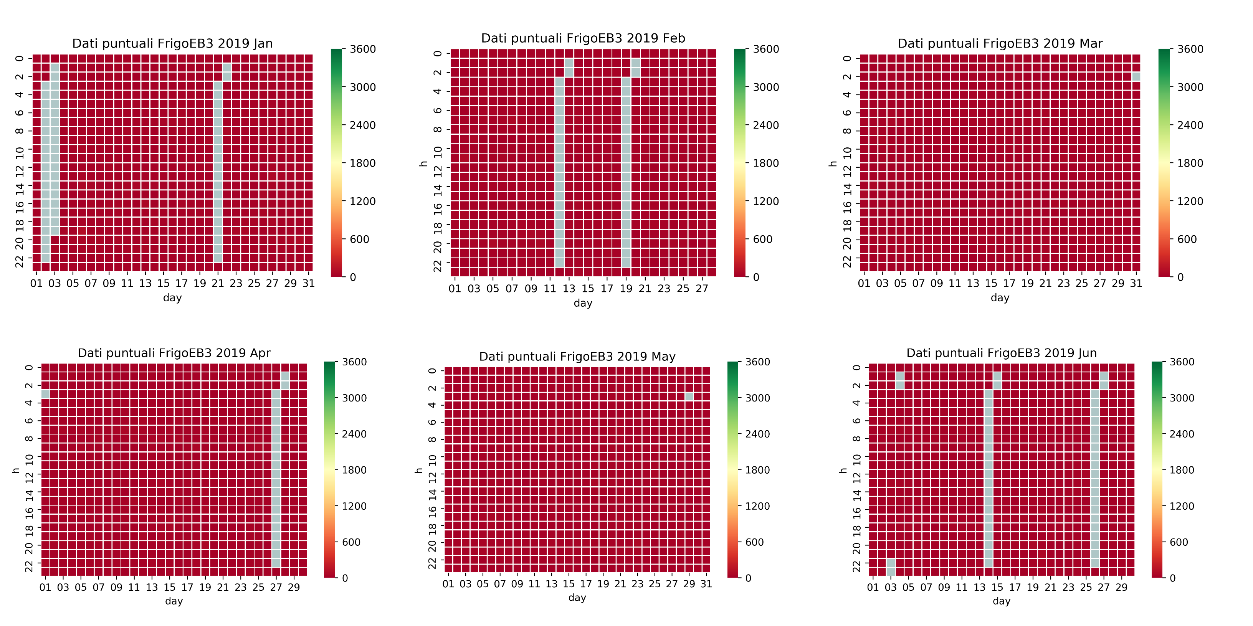 Dati puntuali FrigoEB3 2019 Jan
0 2 4 6 8 10 12 14 16 18 20 22
01 03 05 07 09 11 13 15 17 19 21 23 25 27 29 31
day
3600 3000 2400 1800 1200 600 0
Dati puntuali FrigoEB3 2019 Feb
h
0 2 4 6 8 10 12 14 16 18 20 22
01 03 05 07 09 11 13 15 17 19 21 23 25 27
day
3600 3000 2400 1800 1200 600 0
Dati puntuali FrigoEB3 2019 Mar
h
0 2 4 6 8 10 12 14 16 18 20 22
01 03 05 07 09 11 13 15 17 19 21 23 25 27 29 31
day
3600 3000 2400 1800 1200 600 0
Dati puntuali FrigoEB3 2019 Apr
h
0 2 4 6 8 10 12 14 16 18 20 22
01 03 05 07 09 11 13 15 17 19 21 23 25 27 29
day
3600 3000 2400 1800 1200 600 0
Dati puntuali FrigoEB3 2019 May
h
0 2 4 6 8 10 12 14 16 18 20 22
01 03 05 07 09 11 13 15 17 19 21 23 25 27 29 31
day
3600 3000 2400 1800 1200 600 0
Dati puntuali FrigoEB3 2019 Jun
h
0 2 4 6 8 10 12 14 16 18 20 22
01 03 05 07 09 11 13 15 17 19 21 23 25 27 29
day
3600 3000 2400 1800 1200 600 0